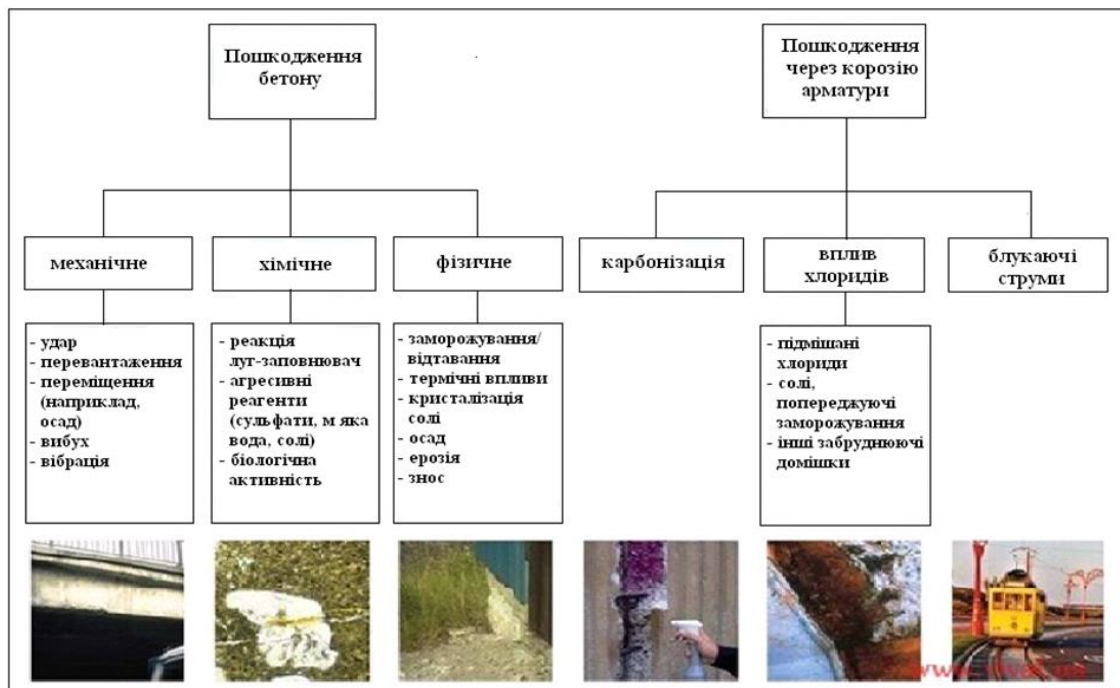 Пошкодження
бетону
Пошкодження
через корозію
арматури
механічне
хімічне
фізичне
карбонізація
вплив
хлоридів
блукаючі
струми
- удар
- перевантаження
- переміщення
(наприклад,
осад)
- вибух
- вібрація
- реакція
луг-заповнювач
- агресивні
реагенти
(сульфати, м яка
вода, солі)
- біологічна
активність
- заморожування/
відтавання
- термічні впливи
- кристалізація
солі
- осад
- ерозія
- знос
- підмішані
хлориди
- солі,
попереджуючі
заморожування
- інші забруднюючі
домішки